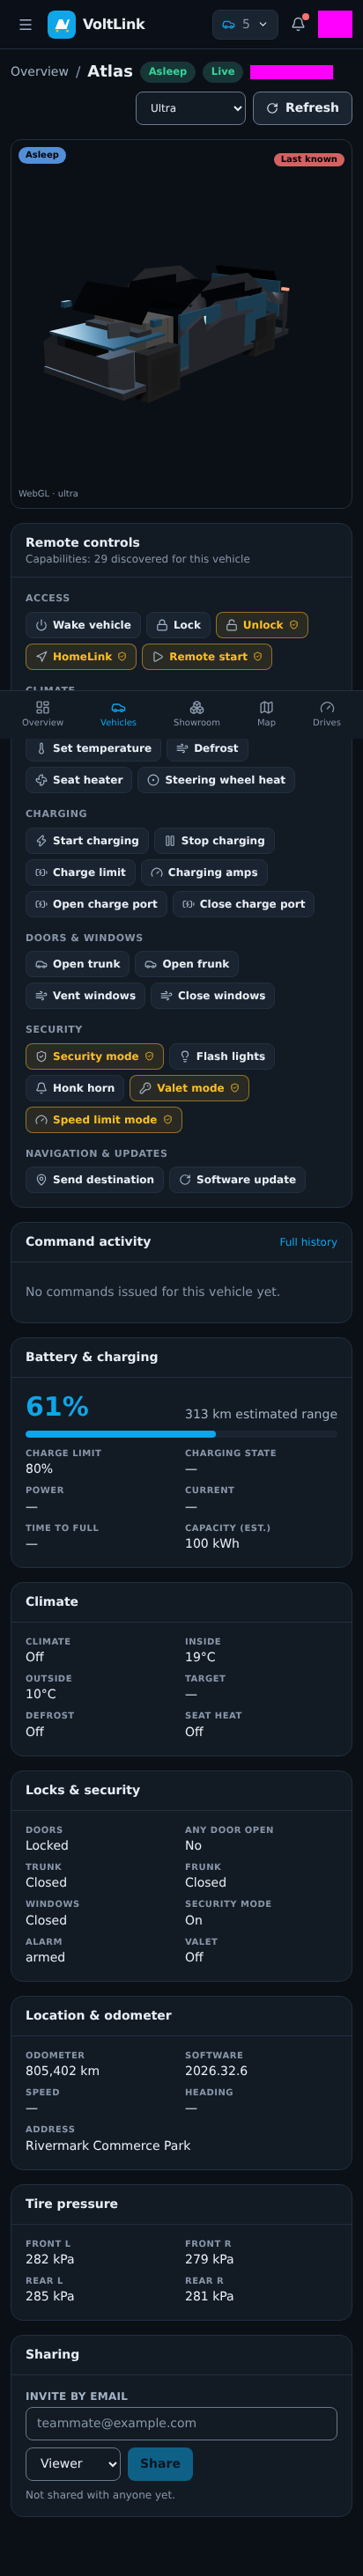 VoltLink
5
Overview / Atlas Asleep Live
Ultra Refresh
Asleep Last known
WebGL · ultra
Remote controls
Capabilities: 29 discovered for this vehicle
ACCESS
Wake vehicle Lock Unlock
HomeLink Remote start
Overview Vehicles Showroom Map Drives
Set temperature Defrost
Seat heater Steering wheel heat
CHARGING
Start charging Stop charging
Charge limit Charging amps
Open charge port Close charge port
DOORS & WINDOWS
Open trunk Open frunk
Vent windows Close windows
SECURITY
Security mode Flash lights
Honk horn Valet mode
Speed limit mode
NAVIGATION & UPDATES
Send destination Software update
Command activity Full history
No commands issued for this vehicle yet.
Battery & charging
61% 313 km estimated range
CHARGE LIMIT CHARGING STATE
80% —
POWER CURRENT
— —
TIME TO FULL CAPACITY (EST.)
— 100 kWh
Climate
CLIMATE INSIDE
Off 19°C
OUTSIDE TARGET
10°C —
DEFROST SEAT HEAT
Off Off
Locks & security
DOORS ANY DOOR OPEN
Locked No
TRUNK FRUNK
Closed Closed
WINDOWS SECURITY MODE
Closed On
ALARM VALET
armed Off
Location & odometer
ODOMETER SOFTWARE
805,402 km 2026.32.6
SPEED HEADING
— —
ADDRESS
Rivermark Commerce Park
Tire pressure
FRONT L FRONT R
282 kPa 279 kPa
REAR L REAR R
285 kPa 281 kPa
Sharing
INVITE BY EMAIL
teammate@example.com
Viewer Share
Not shared with anyone yet.